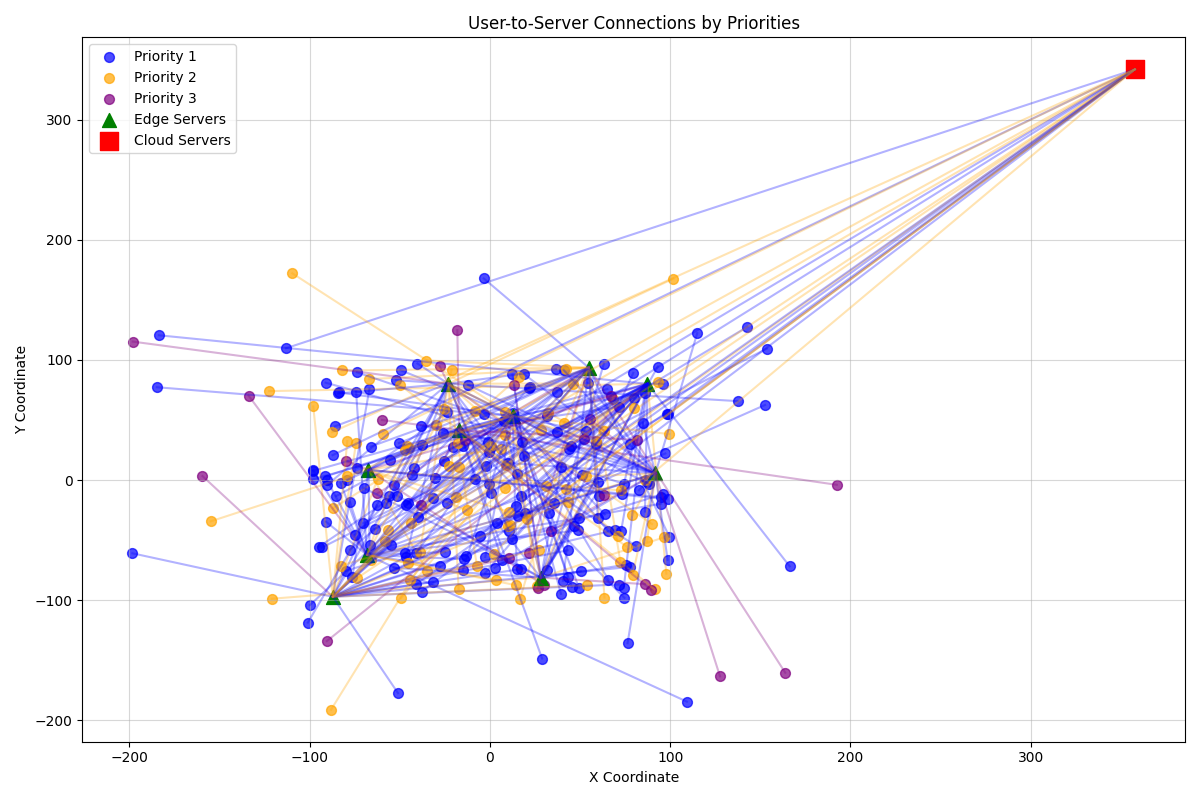 User-to-Server Connections by Priorities
Priority 1
Priority 2
Priority 3
Edge Servers
Cloud Servers
Y Coordinate
300
200
100
0
−100
−200
−200
−100
0
100
200
300
X Coordinate